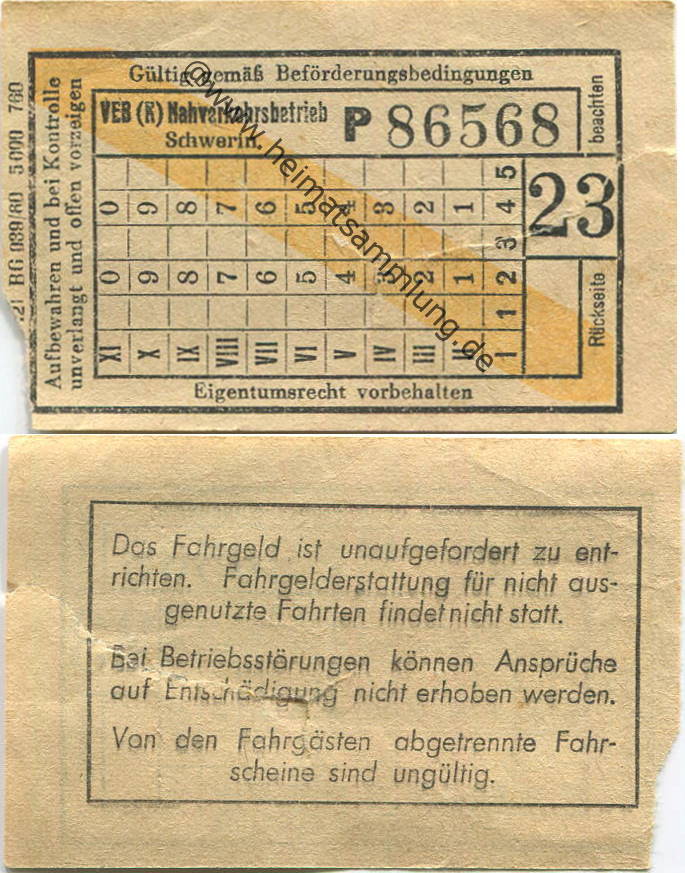 Gültig gemäß Beförderungsbedingungen
VEB (K) Nahverkehrsbetrieb
Schwerin
P 86568
beachten
Rückseite
23
Aufbewahren und bei Kontrolle
unverlangt und offen vorzeigen
BG 039/60 5000 760
0 9 8 7 6 5 4 3 2 1 4 5
3
0 9 8 7 6 5 4 3 2 1 2
XI X IX VIII VII VI V IV III II 1
Eigentumsrecht vorbehalten
@www.heimatsammlung.de
Das Fahrgeld ist unaufgefordert zu ent-
richten. Fahrgelderstattung für nicht aus-
genutzte Fahrten findet nicht statt.
Bei Betriebsstörungen können Ansprüche
auf Entschädigung nicht erhoben werden.
Von den Fahrgästen abgetrennte Fahr-
scheine sind ungültig.